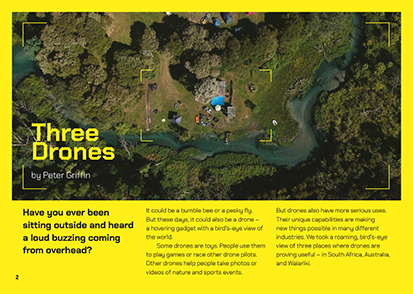 Three
Drones
by Peter Griffin
Have you ever been
sitting outside and heard
a loud buzzing coming
from overhead?
It could be a bumble bee or a pesky fly.
But these days, it could also be a drone –
a hovering gadget with a bird's-eye view of
the world.
Some drones are toys. People use them
to play games or race other drone pilots.
Other drones help people take photos or
videos of nature and sports events.
But drones also have more serious uses.
Their unique capabilities are making
new things possible in many different
industries. We took a roaming, bird's-eye
view of three places where drones are
proving useful – in South Africa, Australia,
and Waiariki.
2